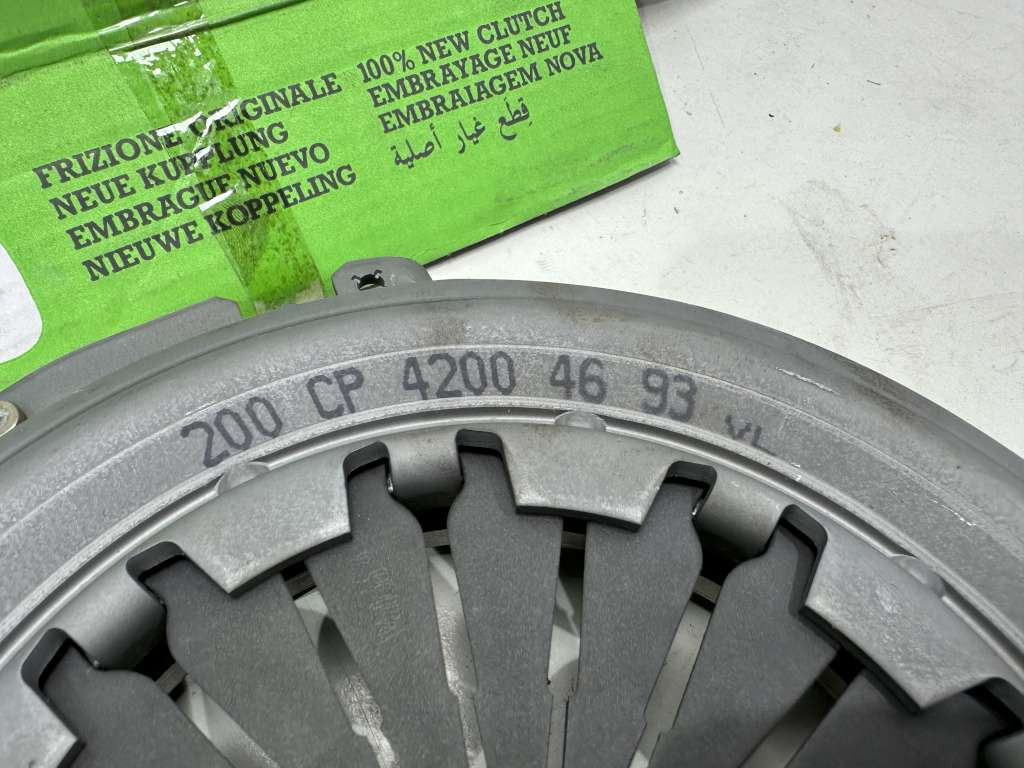 FRIZIONE ORIGINALE
NEUE KUPPLUNG
EMBRAGUE NUEVO
NIEUWE KOPPELING
100% NEW CLUTCH
EMBRAYAGE NEUF
EMBRAIAGEM NOVA
قطع غيار أصلية
200 CP 4200 46 93